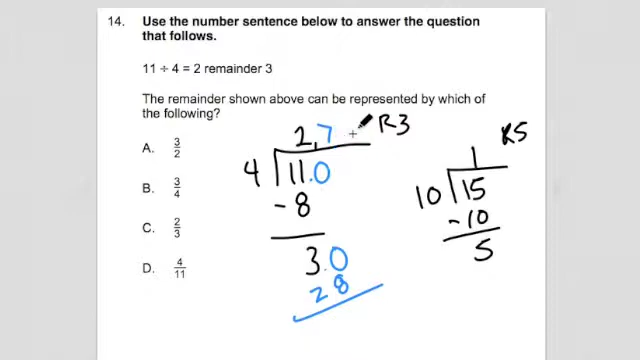 14. Use the number sentence below to answer the question
that follows.
11 ÷ 4 = 2 remainder 3
The remainder shown above can be represented by which of
the following?
A. 3/2
B. 3/4
C. 2/3
D. 4/11
2.7 R3
4 11.0
- 8
3.0
28
1 R5
10 15
- 10
5